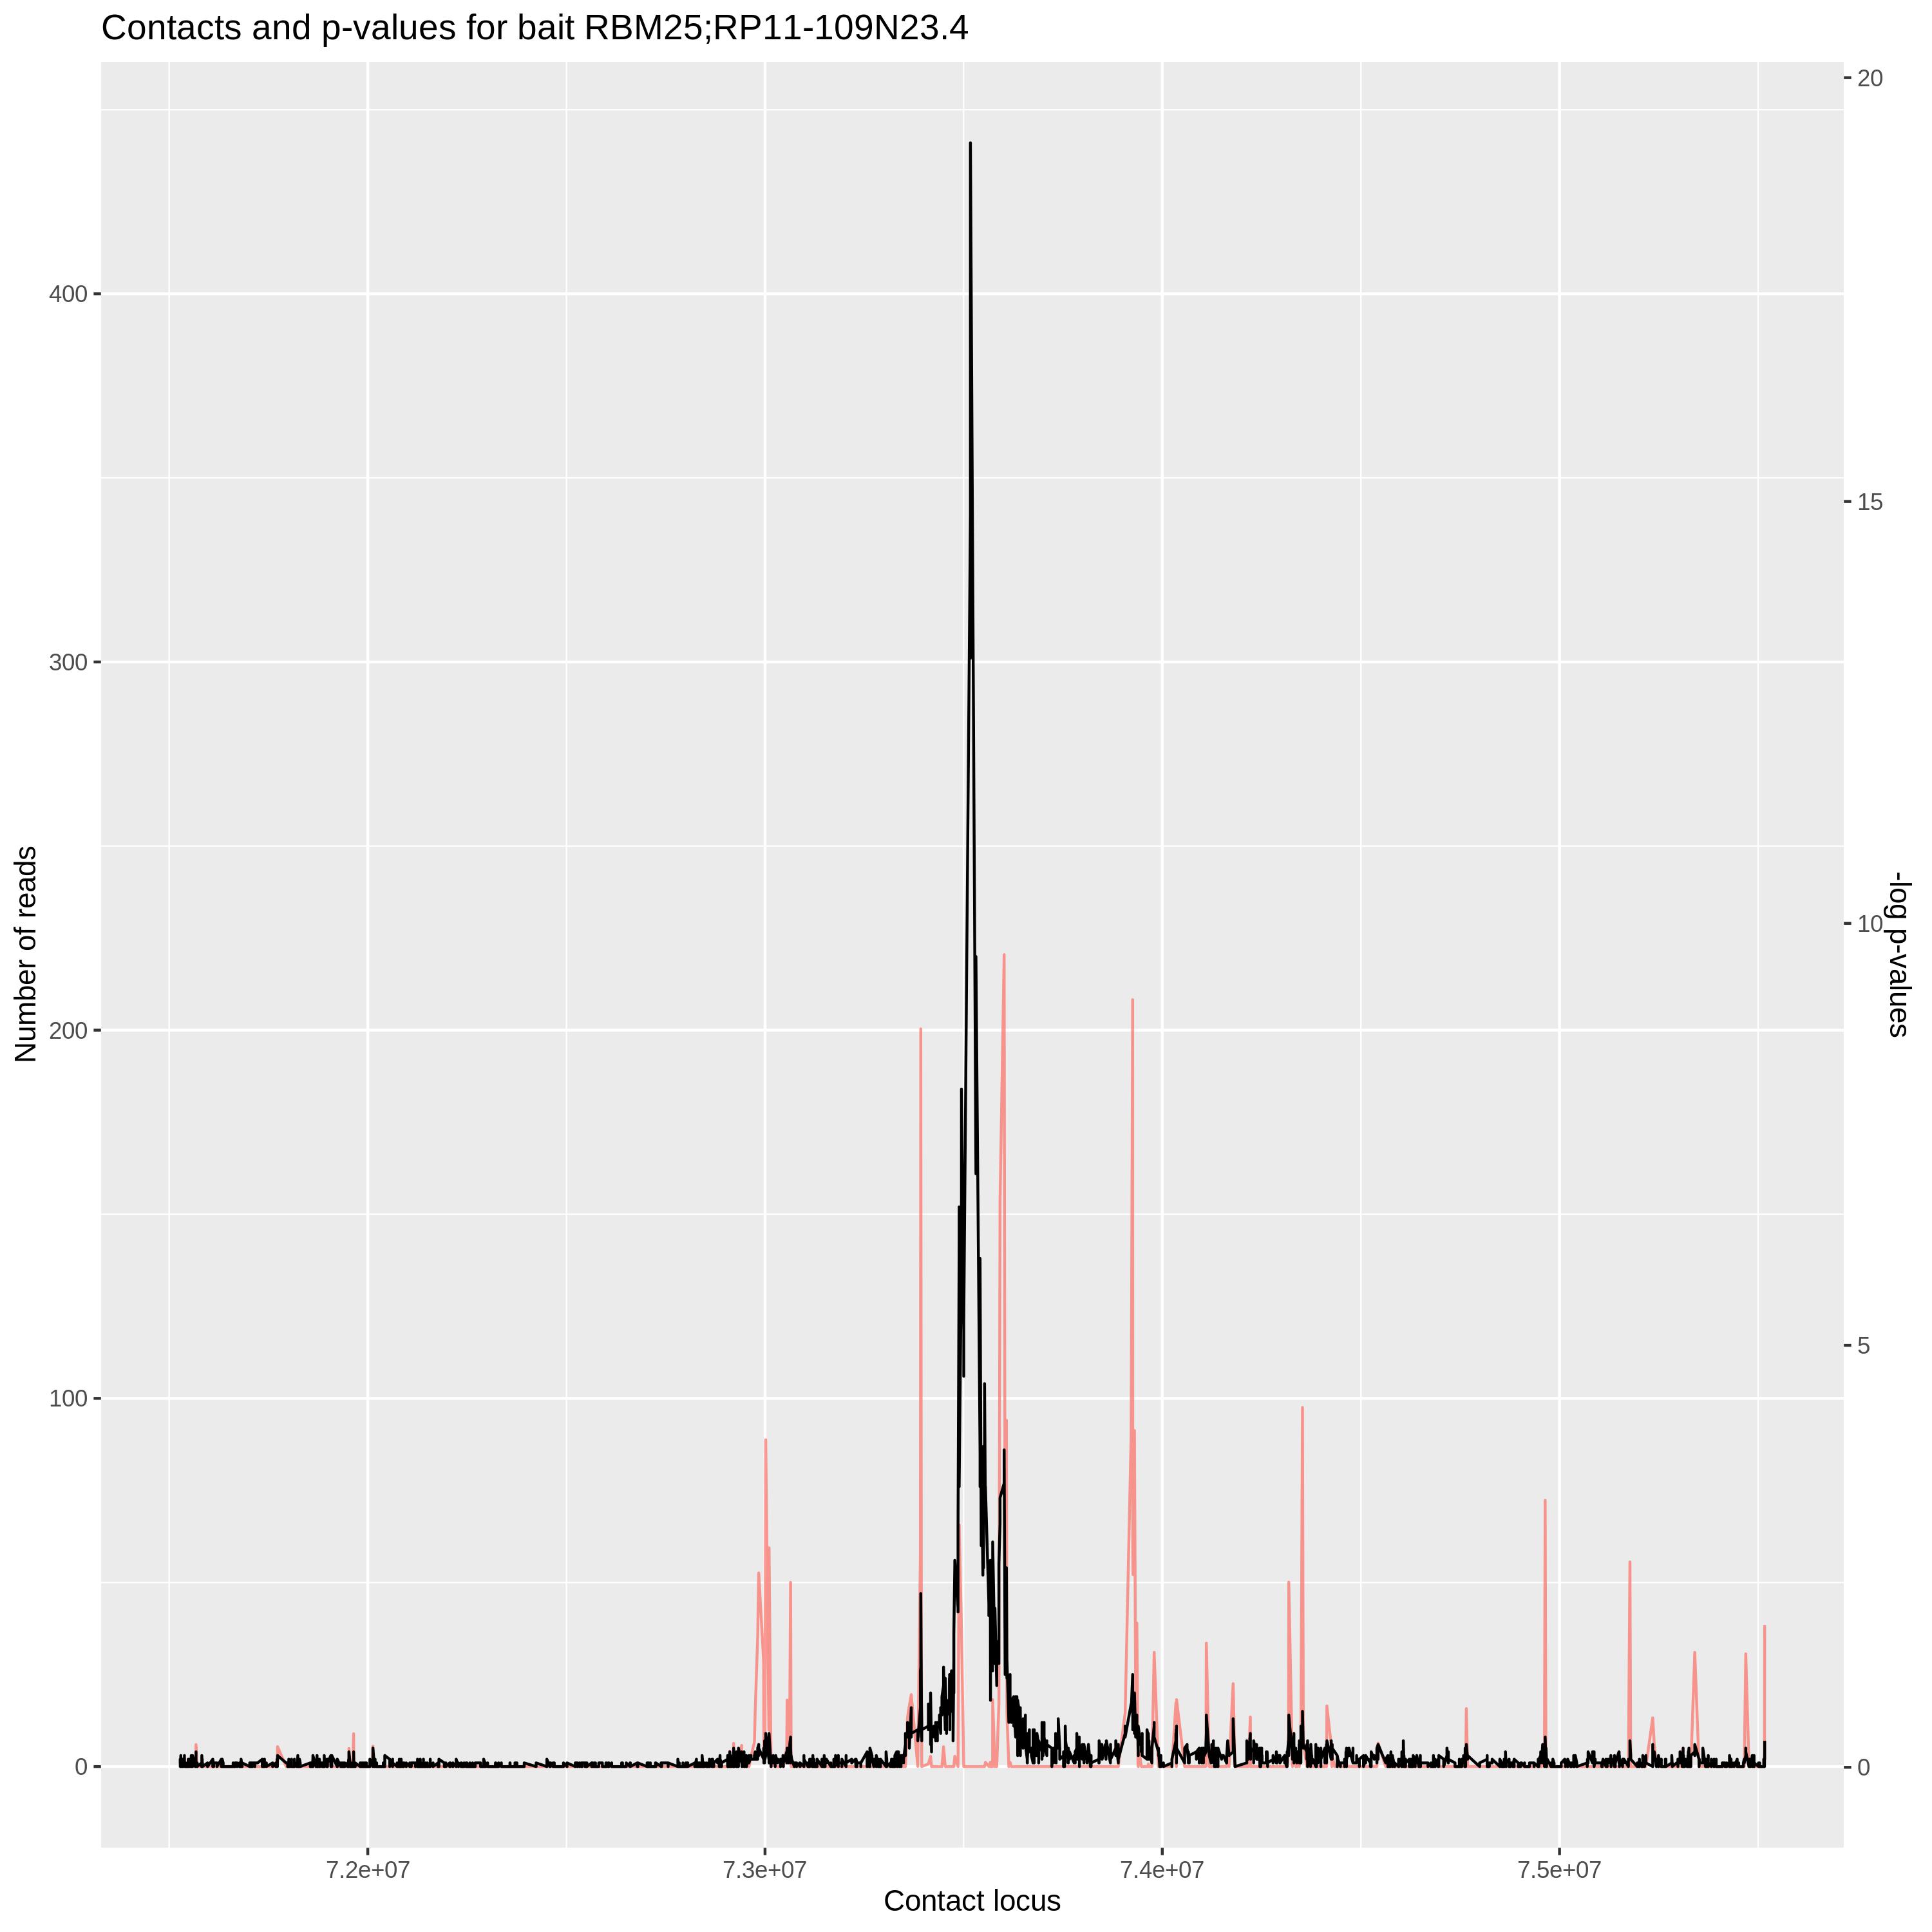 Contacts and p-values for bait RBM25;RP11-109N23.4
Number of reads
400
300
200
100
0
20
15
10
5
0
-log p-values
7.2e+07 7.3e+07 7.4e+07 7.5e+07
Contact locus